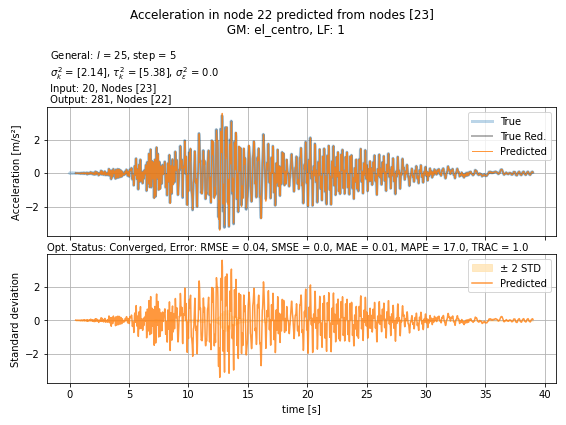 Acceleration in node 22 predicted from nodes [23]
GM: el_centro, LF: 1
General: l = 25, step = 5
σ²ₖ = [2.14], τ²ₖ = [5.38], σ²ε = 0.0
Input: 20, Nodes [23]
Output: 281, Nodes [22]
Acceleration [m/s²]
2
0
−2
True
True Red.
Predicted
Opt. Status: Converged, Error: RMSE = 0.04, SMSE = 0.0, MAE = 0.01, MAPE = 17.0, TRAC = 1.0
Standard deviation
2
0
−2
± 2 STD
Predicted
0 5 10 15 20 25 30 35 40
time [s]